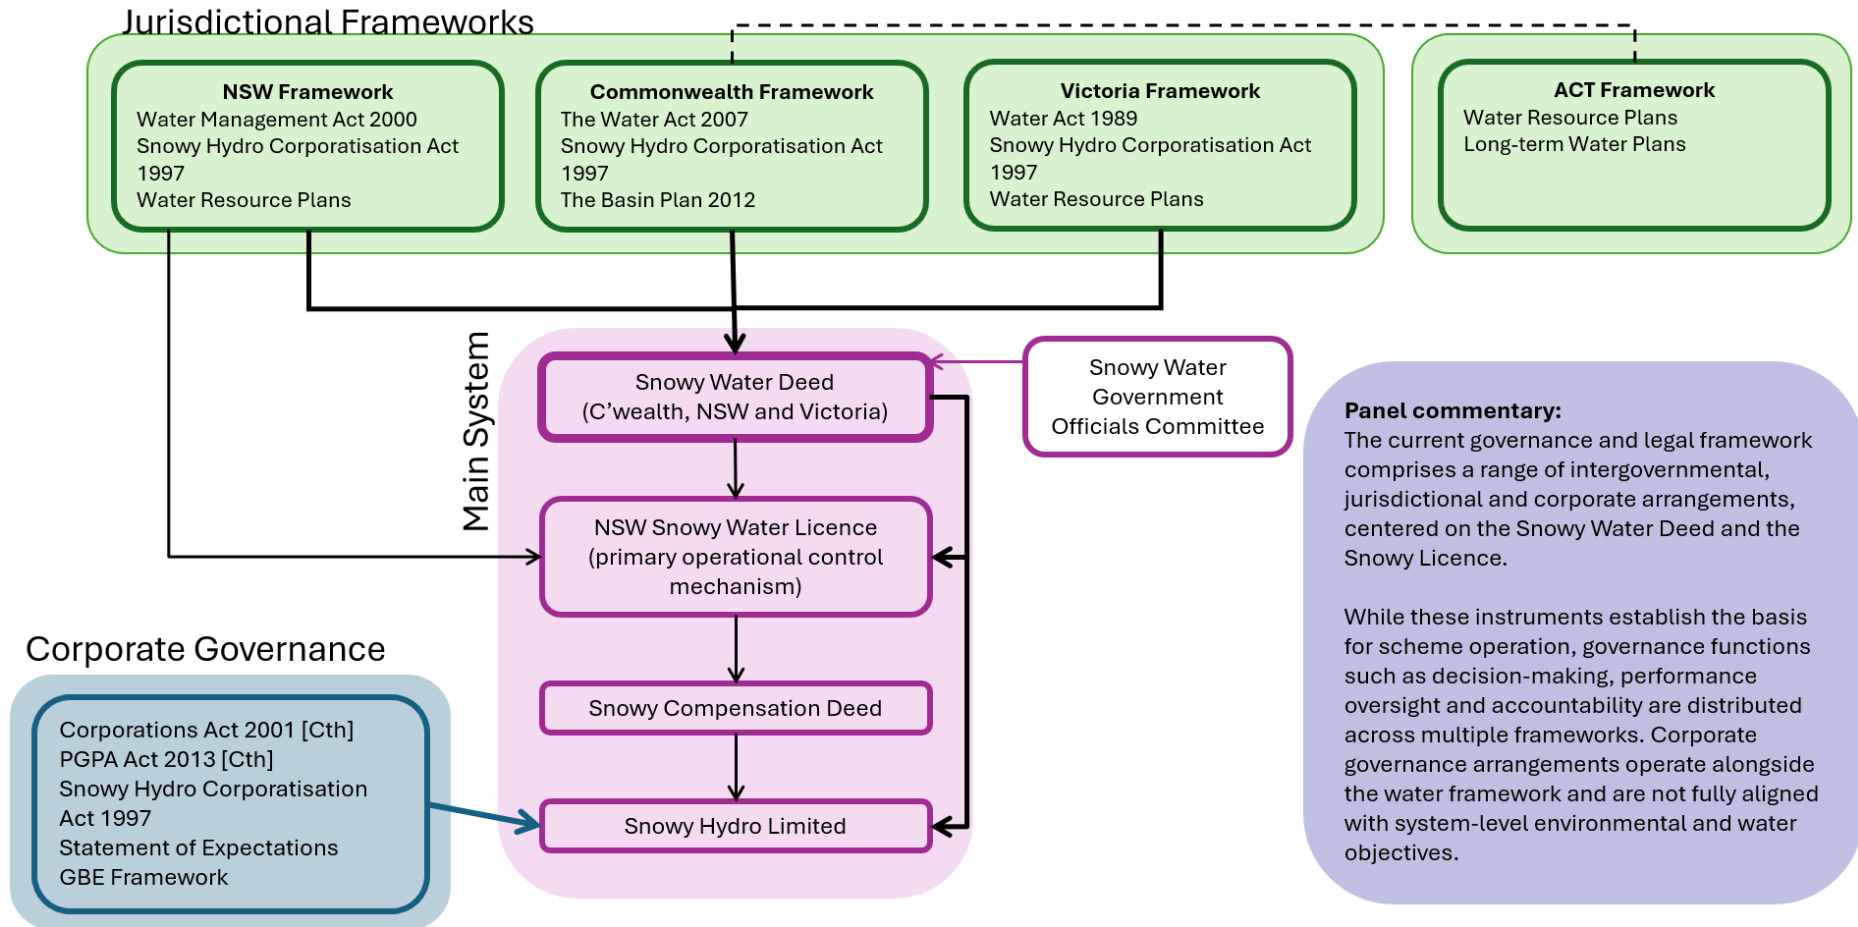 Jurisdictional Frameworks
NSW Framework
Water Management Act 2000
Snowy Hydro Corporatisation Act
1997
Water Resource Plans
Commonwealth Framework
The Water Act 2007
Snowy Hydro Corporatisation Act
1997
The Basin Plan 2012
Victoria Framework
Water Act 1989
Snowy Hydro Corporatisation Act
1997
Water Resource Plans
ACT Framework
Water Resource Plans
Long-term Water Plans
Main System
Snowy Water Deed
(C’wealth, NSW and Victoria)
Snowy Water
Government
Officials Committee
NSW Snowy Water Licence
(primary operational control
mechanism)
Snowy Compensation Deed
Snowy Hydro Limited
Corporate Governance
Corporations Act 2001 [Cth]
PGPA Act 2013 [Cth]
Snowy Hydro Corporatisation
Act 1997
Statement of Expectations
GBE Framework
Panel commentary:
The current governance and legal framework
comprises a range of intergovernmental,
jurisdictional and corporate arrangements,
centered on the Snowy Water Deed and the
Snowy Licence.
While these instruments establish the basis
for scheme operation, governance functions
such as decision-making, performance
oversight and accountability are distributed
across multiple frameworks. Corporate
governance arrangements operate alongside
the water framework and are not fully aligned
with system-level environmental and water
objectives.